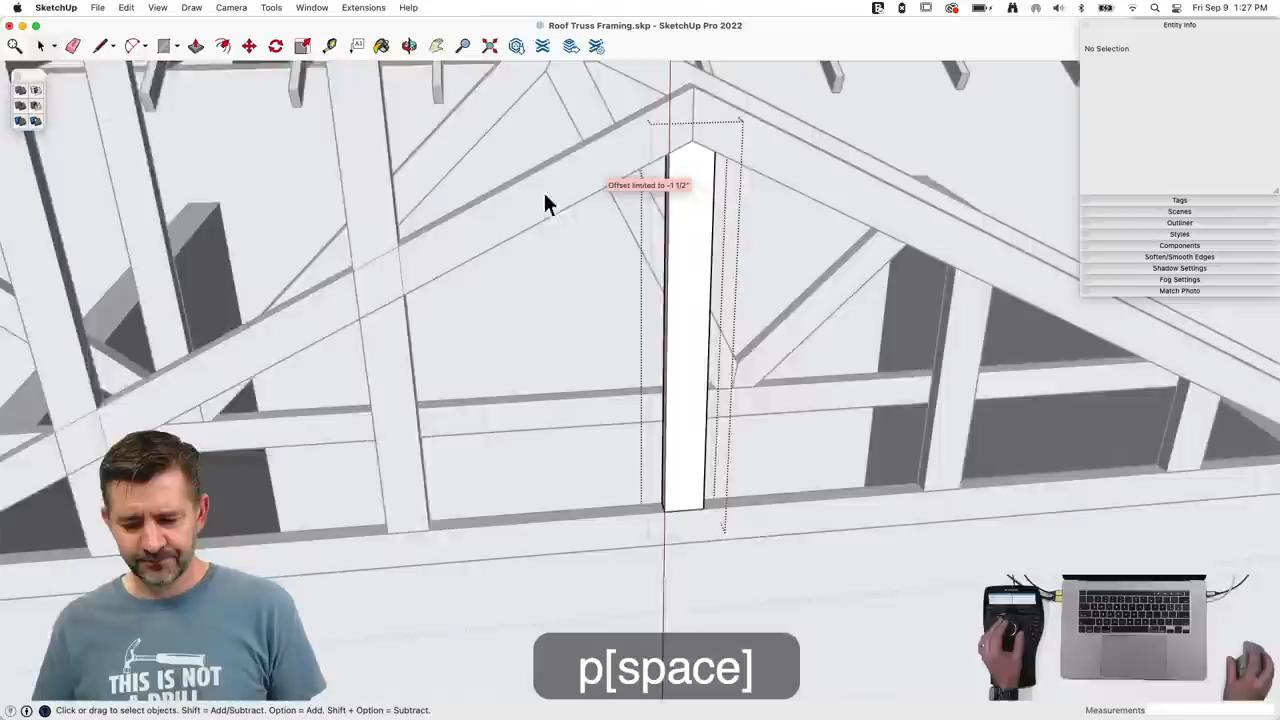 SketchUp File Edit View Draw Camera Tools Window Extensions Help
Fri Sep 9 1:27 PM
Roof Truss Framing.skp - SketchUp Pro 2022
Entity Info
No Selection
Offset limited to -1 1/2"
Tags
Scenes
Outliner
Styles
Components
Soften/Smooth Edges
Shadow Settings
Fog Settings
Match Photo
THIS IS NOT
A DRILL
p[space]
Click or drag to select objects. Shift = Add/Subtract. Option = Add. Shift + Option = Subtract.
Measurements